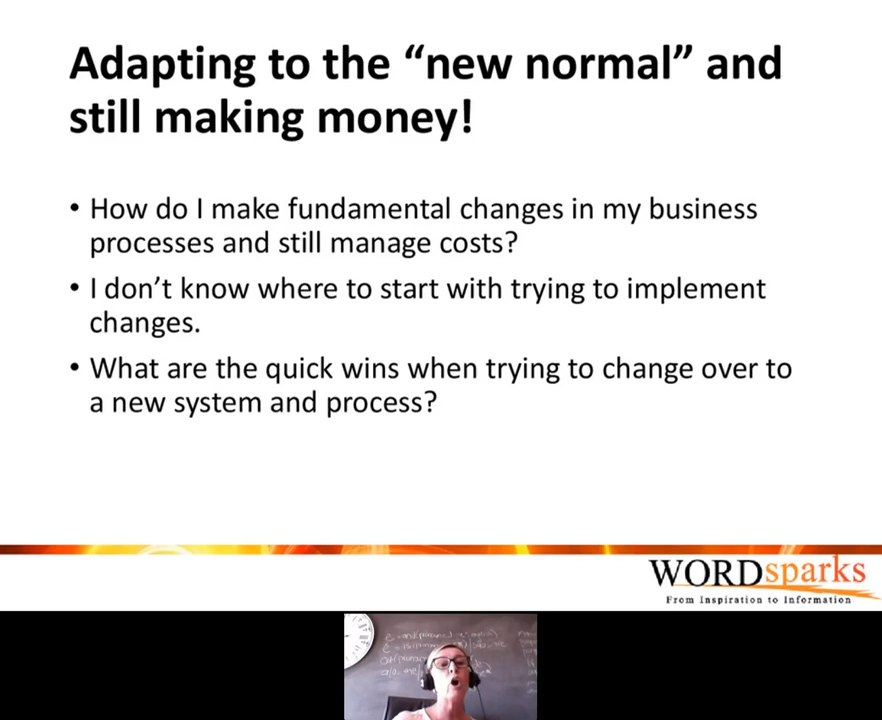 Adapting to the “new normal” and
still making money!
• How do I make fundamental changes in my business
processes and still manage costs?
• I don’t know where to start with trying to implement
changes.
• What are the quick wins when trying to change over to
a new system and process?
WORDsparks
From Inspiration to Information